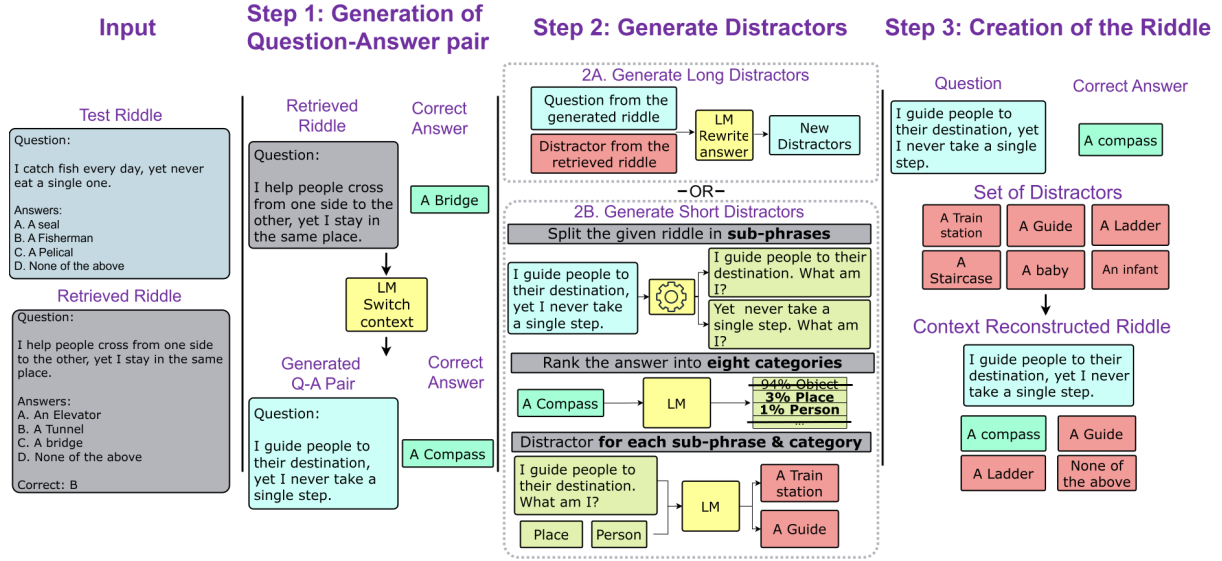 Input
Test Riddle
Question:
I catch fish every day, yet never
eat a single one.
Answers:
A. A seal
B. A Fisherman
C. A Pelical
D. None of the above
Retrieved Riddle
Question:
I help people cross from one side
to the other, yet I stay in the same
place.
Answers:
A. An Elevator
B. A Tunnel
C. A bridge
D. None of the above
Correct: B
Step 1: Generation of
Question-Answer pair
Retrieved
Riddle
Correct
Answer
Question:
I help people cross
from one side to the
other, yet I stay in
the same place.
A Bridge
LM
Switch
context
Generated
Q-A Pair
Correct
Answer
Question:
I guide people to
their destination,
yet I never take a
single step.
A Compass
Step 2: Generate Distractors
2A. Generate Long Distractors
Question from the
generated riddle
Distractor from the
retrieved riddle
LM
Rewrite
answer
New
Distractors
-OR-
2B. Generate Short Distractors
Split the given riddle in sub-phrases
I guide people to
their destination,
yet I never take
a single step.
I guide people to their
destination. What am
I?
Yet never take a
single step. What am
I?
Rank the answer into eight categories
A Compass
LM
94% Object
3% Place
1% Person
...
Distractor for each sub-phrase & category
I guide people to
their destination.
What am I?
Place
Person
LM
A Train
station
A Guide
Step 3: Creation of the Riddle
Question
Correct Answer
I guide people to
their destination, yet
I never take a single
step.
A compass
Set of Distractors
A Train
station
A Guide
A Ladder
A
Staircase
A baby
An infant
Context Reconstructed Riddle
I guide people to their
destination, yet I never
take a single step.
A compass
A Guide
A Ladder
None of
the above